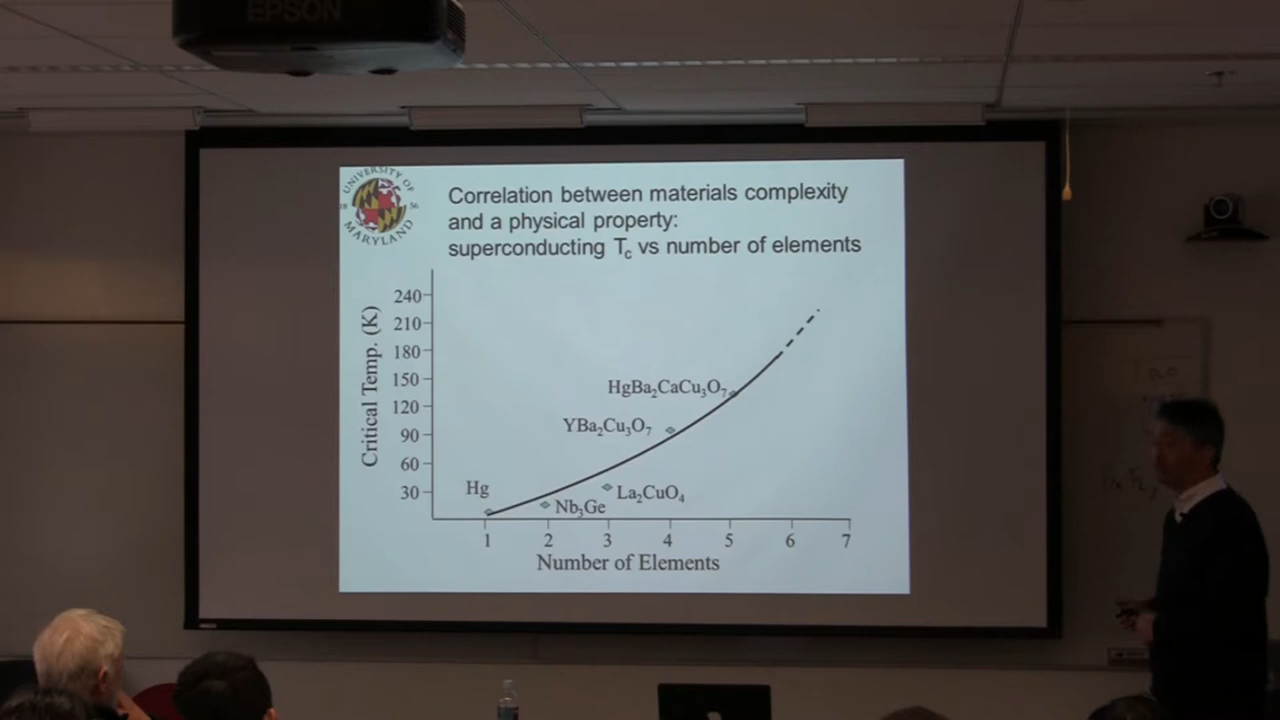 EPSON
UNIVERSITY OF
18 56
MARYLAND
Correlation between materials complexity
and a physical property:
superconducting Tc vs number of elements
Critical Temp. (K)
240
210
180
150
120
90
60
30
HgBa₂CaCu₃O₇
YBa₂Cu₃O₇
Hg
La₂CuO₄
Nb₃Ge
1 2 3 4 5 6 7
Number of Elements